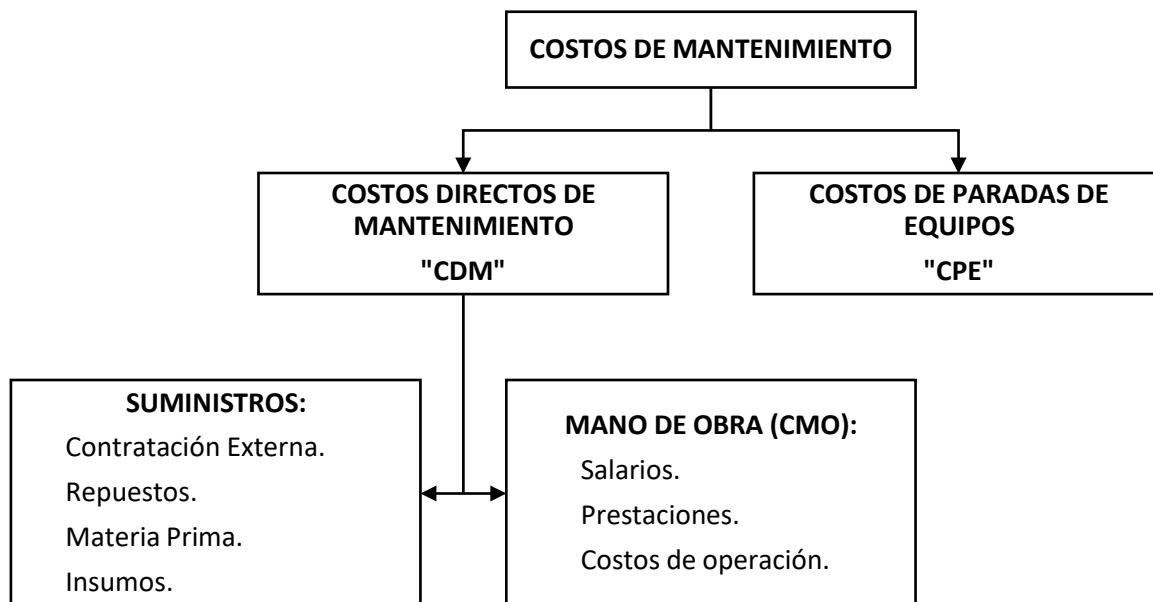 COSTOS DE MANTENIMIENTO
COSTOS DIRECTOS DE
MANTENIMIENTO
"CDM"
COSTOS DE PARADAS DE
EQUIPOS
"CPE"
SUMINISTROS:
Contratación Externa.
Repuestos.
Materia Prima.
Insumos.
MANO DE OBRA (CMO):
Salarios.
Prestaciones.
Costos de operación.